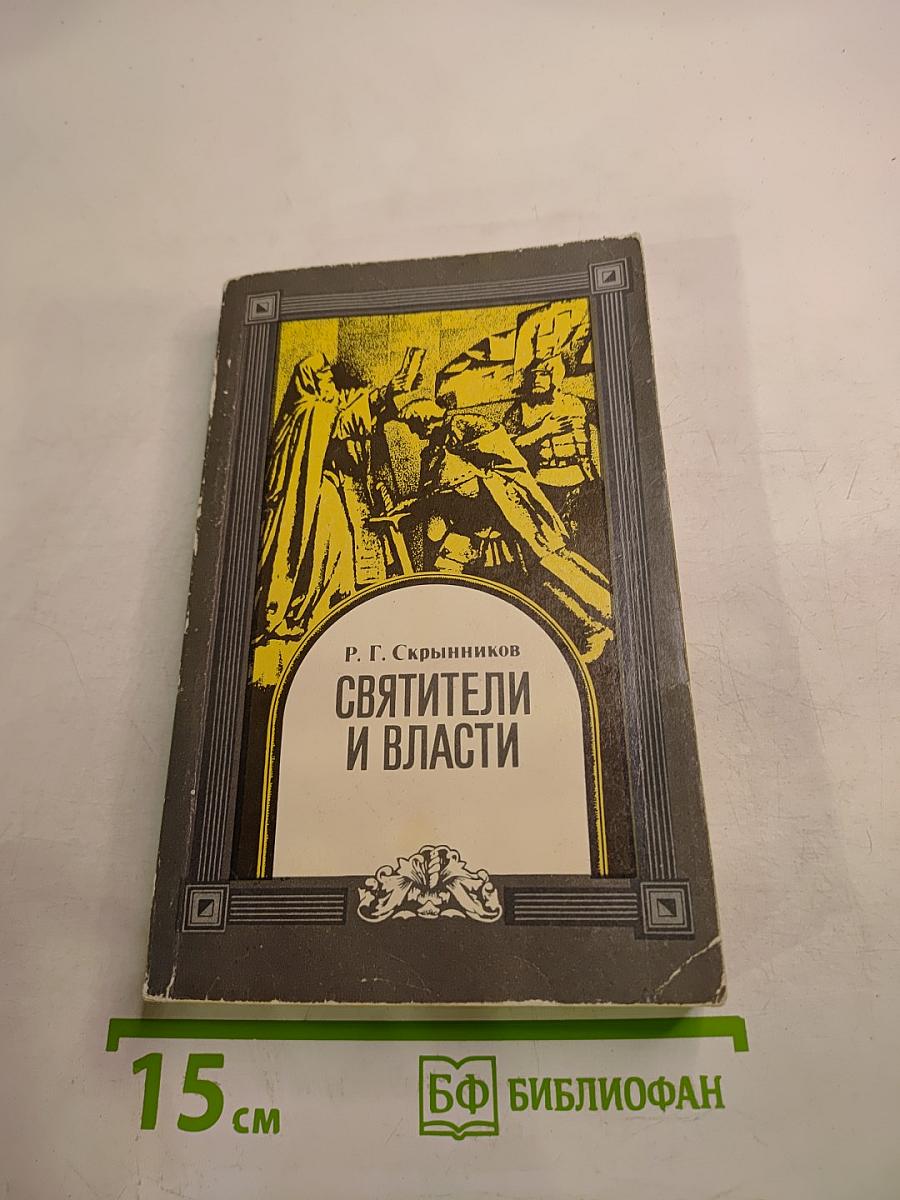 Р. Г. Скрынников
СВЯТИТЕЛИ
И ВЛАСТИ
15 см
БФ БИБЛИОФАН